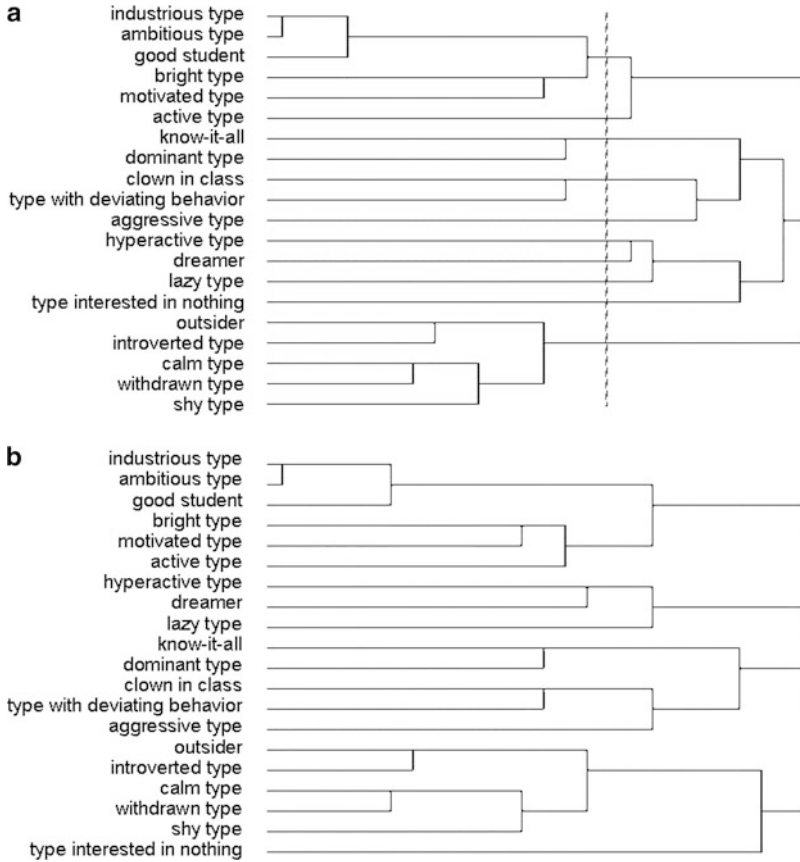 a
industrious type
ambitious type
good student
bright type
motivated type
active type
know-it-all
dominant type
clown in class
type with deviating behavior
aggressive type
hyperactive type
dreamer
lazy type
type interested in nothing
outsider
introverted type
calm type
withdrawn type
shy type
b
industrious type
ambitious type
good student
bright type
motivated type
active type
hyperactive type
dreamer
lazy type
know-it-all
dominant type
clown in class
type with deviating behavior
aggressive type
outsider
introverted type
calm type
withdrawn type
shy type
type interested in nothing